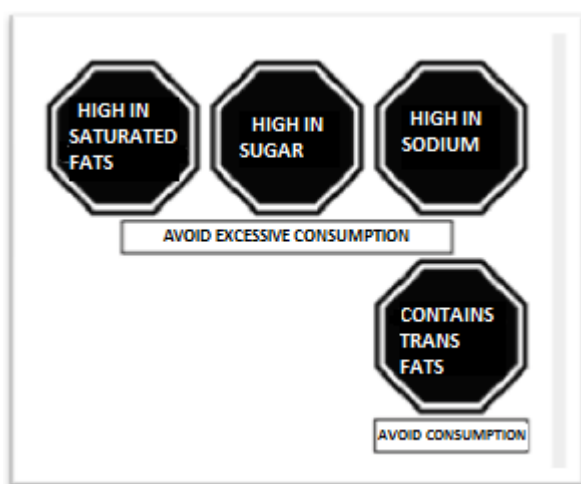 HIGH IN
SATURATED
FATS
HIGH IN
SUGAR
HIGH IN
SODIUM
AVOID EXCESSIVE CONSUMPTION
CONTAINS
TRANS
FATS
AVOID CONSUMPTION